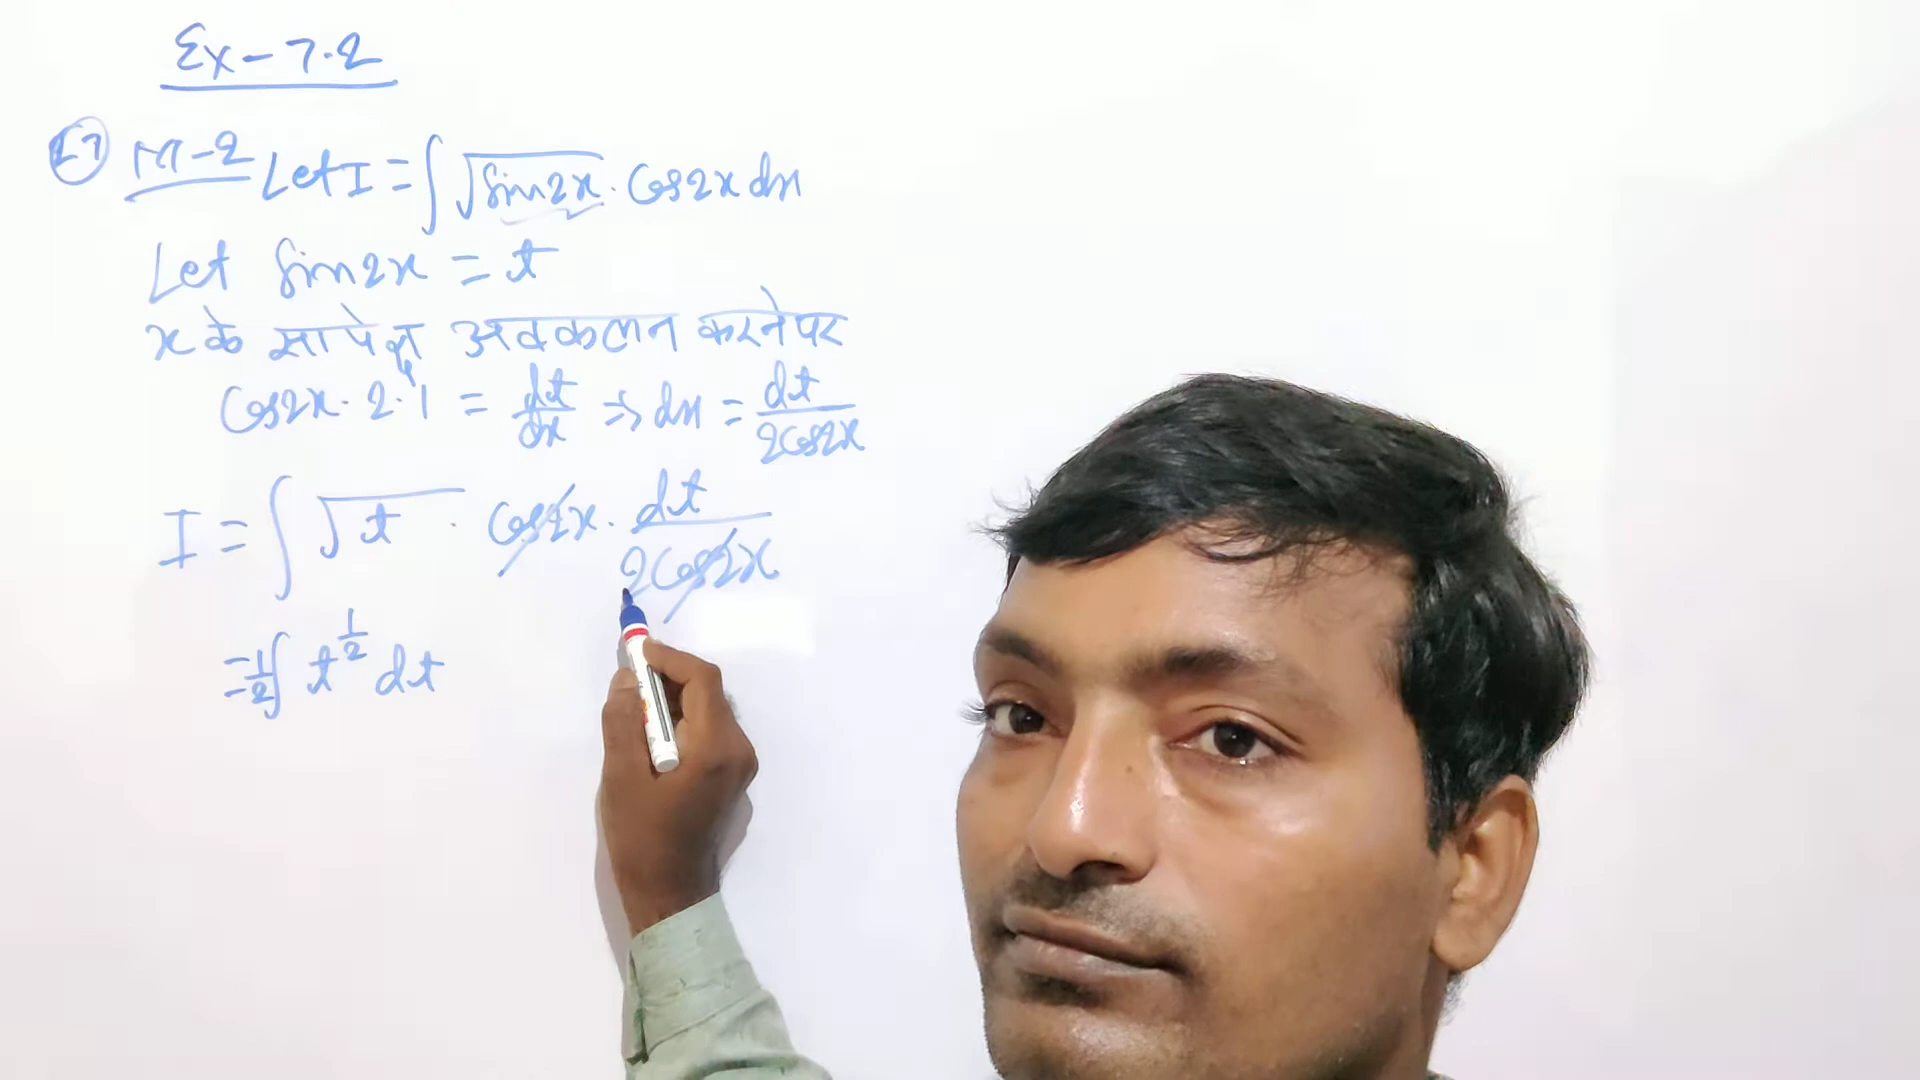 Ex-7.2
27 M-2 Let I = ∫ √sin2x . Cos2x dx
Let sin2x = t
x के सापेक्ष अवकलन करने पर
Cos2x . 2.1 = dt/dx ⇒ dx = dt/2Cos2x
I = ∫ √t . Cos2x . dt/2Cos2x
= 1/2 ∫ t^1/2 dt